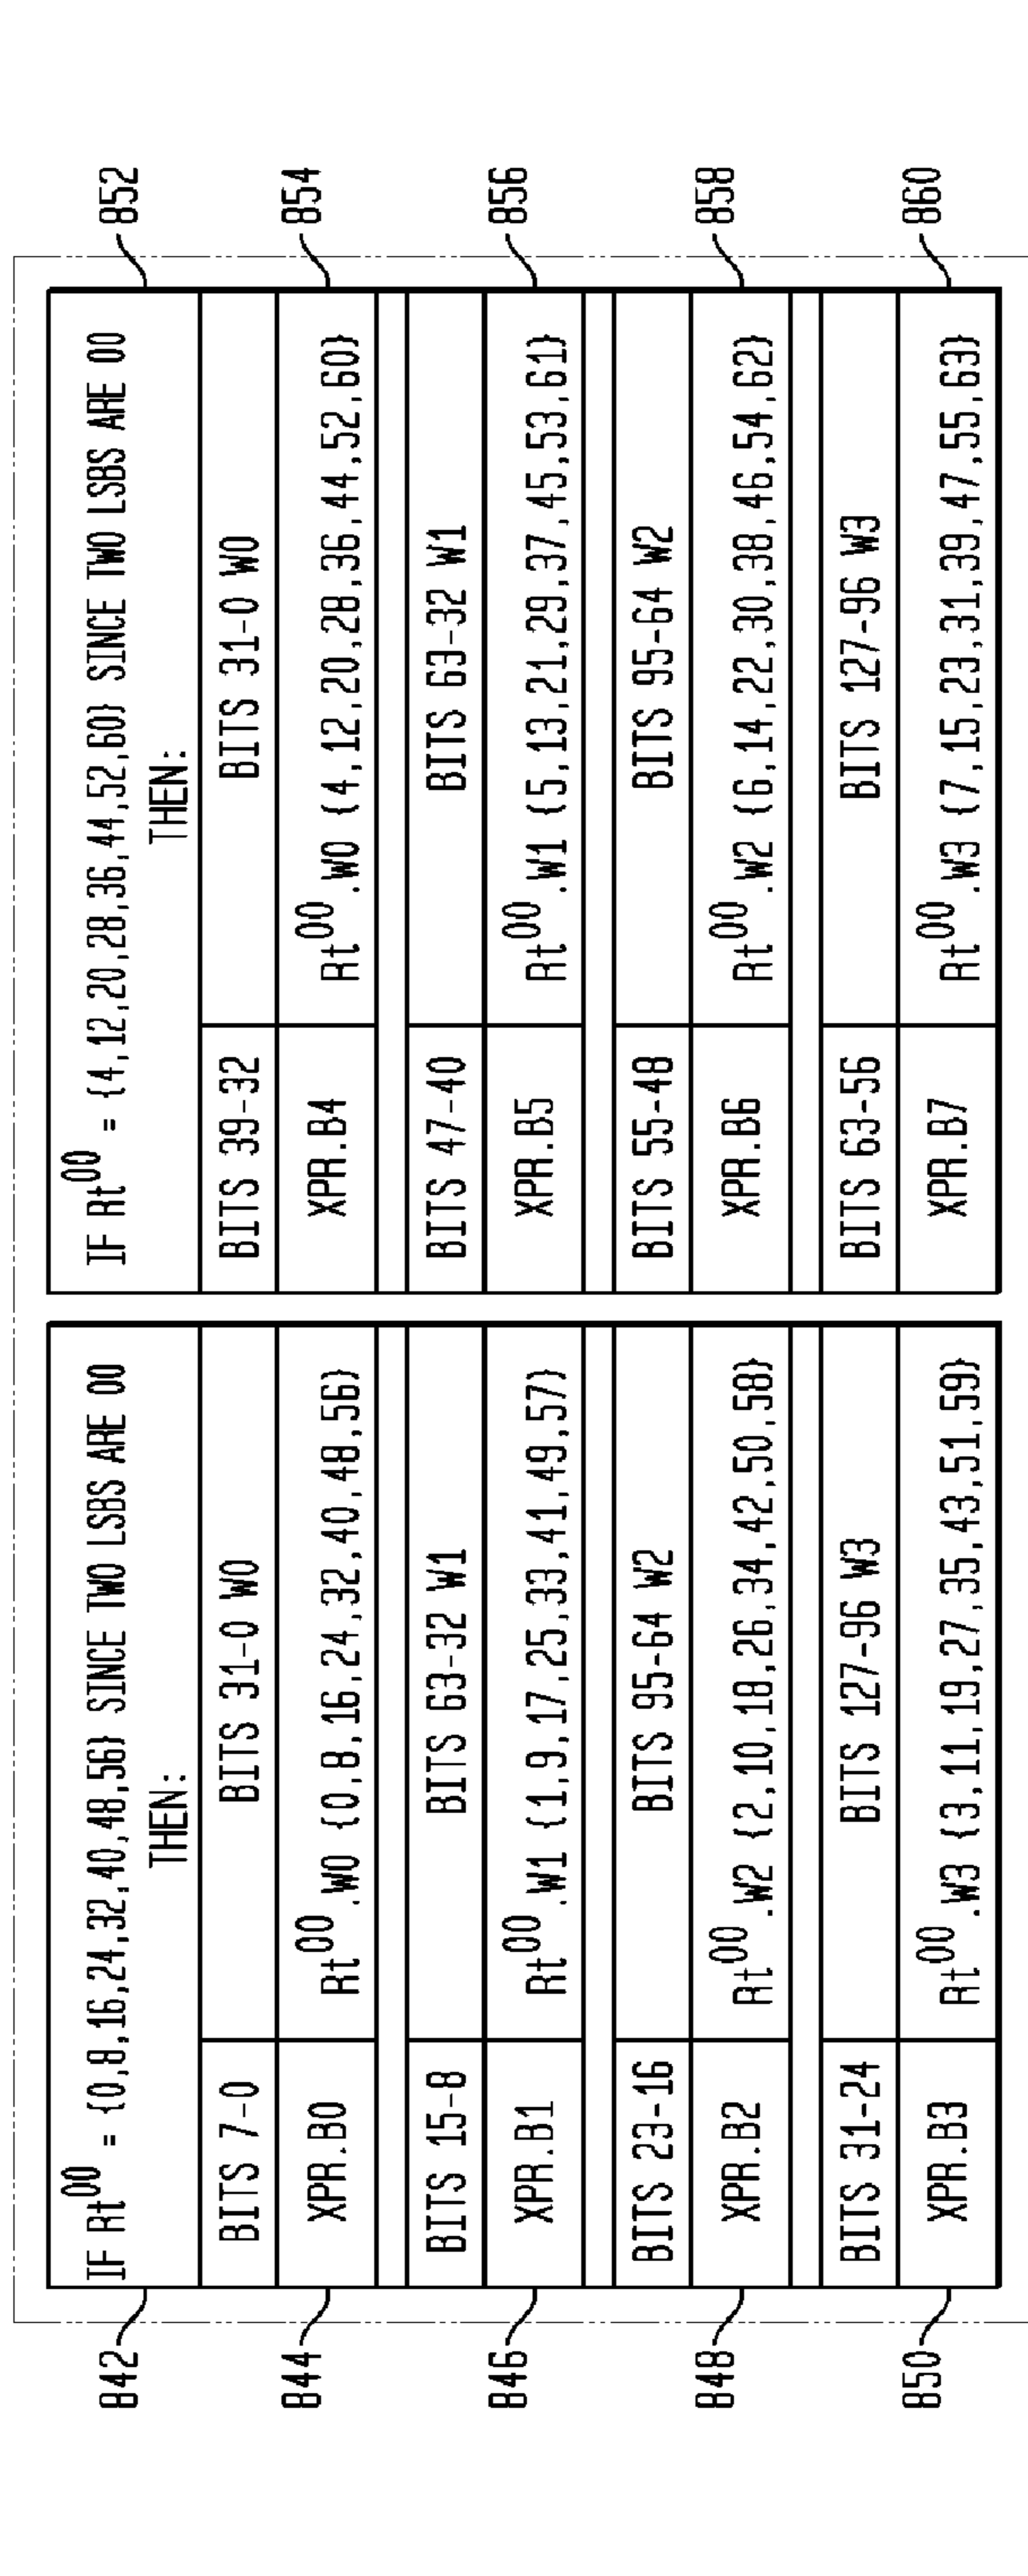 842
IF Rt00 = {0,8,16,24,32,40,48,56} SINCE TWO LSBS ARE 00
THEN:
BITS 7-0
BITS 31-0 W0
844
XPR.B0
Rt00.W0 {0,8,16,24,32,40,48,56}
BITS 15-8
BITS 63-32 W1
846
XPR.B1
Rt00.W1 {1,9,17,25,33,41,49,57}
BITS 23-16
BITS 95-64 W2
848
XPR.B2
Rt00.W2 {2,10,18,26,34,42,50,58}
BITS 31-24
BITS 127-96 W3
850
XPR.B3
Rt00.W3 {3,11,19,27,35,43,51,59}
IF Rt00 = {4,12,20,28,36,44,52,60} SINCE TWO LSBS ARE 00
852
THEN:
BITS 39-32
BITS 31-0 W0
XPR.B4
Rt00.W0 {4,12,20,28,36,44,52,60}
854
BITS 47-40
BITS 63-32 W1
XPR.B5
Rt00.W1 {5,13,21,29,37,45,53,61}
856
BITS 55-48
BITS 95-64 W2
XPR.B6
Rt00.W2 {6,14,22,30,38,46,54,62}
858
BITS 63-56
BITS 127-96 W3
XPR.B7
Rt00.W3 {7,15,23,31,39,47,55,63}
860